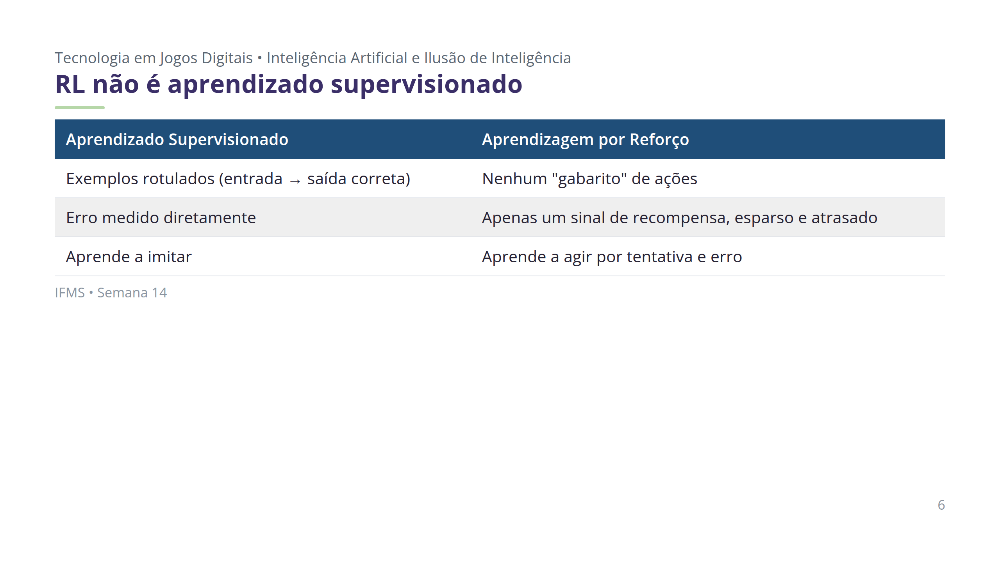 Tecnologia em Jogos Digitais • Inteligência Artificial e Ilusão de Inteligência
RL não é aprendizado supervisionado
Aprendizado Supervisionado Aprendizagem por Reforço
Exemplos rotulados (entrada → saída correta) Nenhum "gabarito" de ações
Erro medido diretamente Apenas um sinal de recompensa, esparso e atrasado
Aprende a imitar Aprende a agir por tentativa e erro
IFMS • Semana 14
6